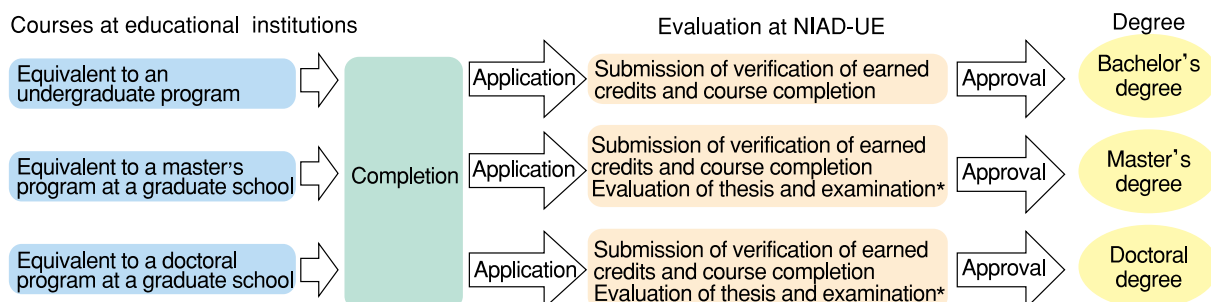 Courses at educational institutions
Evaluation at NIAD-UE
Degree
Equivalent to an
undergraduate program
Application
Submission of verification of earned
credits and course completion
Approval
Bachelor's
degree
Equivalent to a master's
program at a graduate school
Completion
Application
Submission of verification of earned
credits and course completion
Evaluation of thesis and examination*
Approval
Master's
degree
Equivalent to a doctoral
program at a graduate school
Application
Submission of verification of earned
credits and course completion
Evaluation of thesis and examination*
Approval
Doctoral
degree